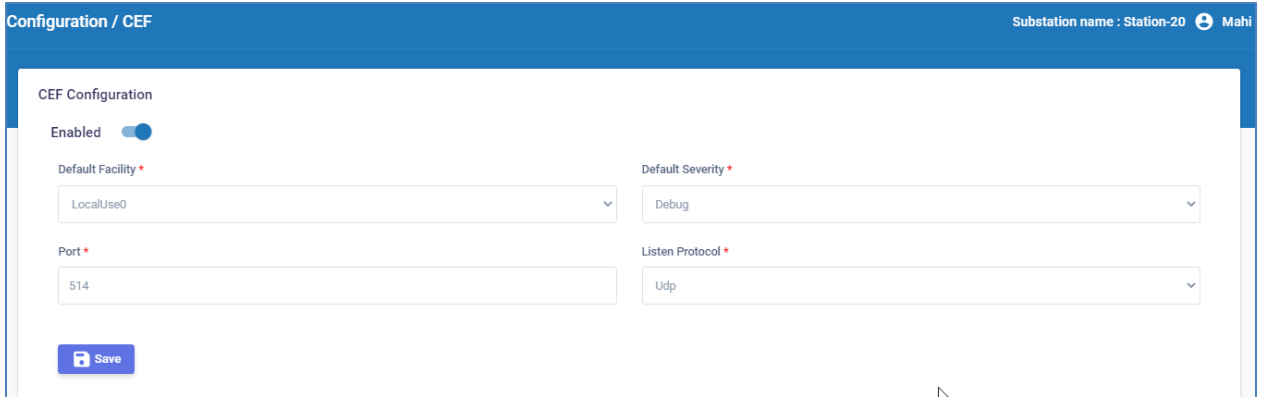 Configuration / CEF
Substation name : Station-20 Mahi
CEF Configuration
Enabled
Default Facility *
Default Severity *
LocalUse0
Debug
Port *
Listen Protocol *
514
Udp
Save